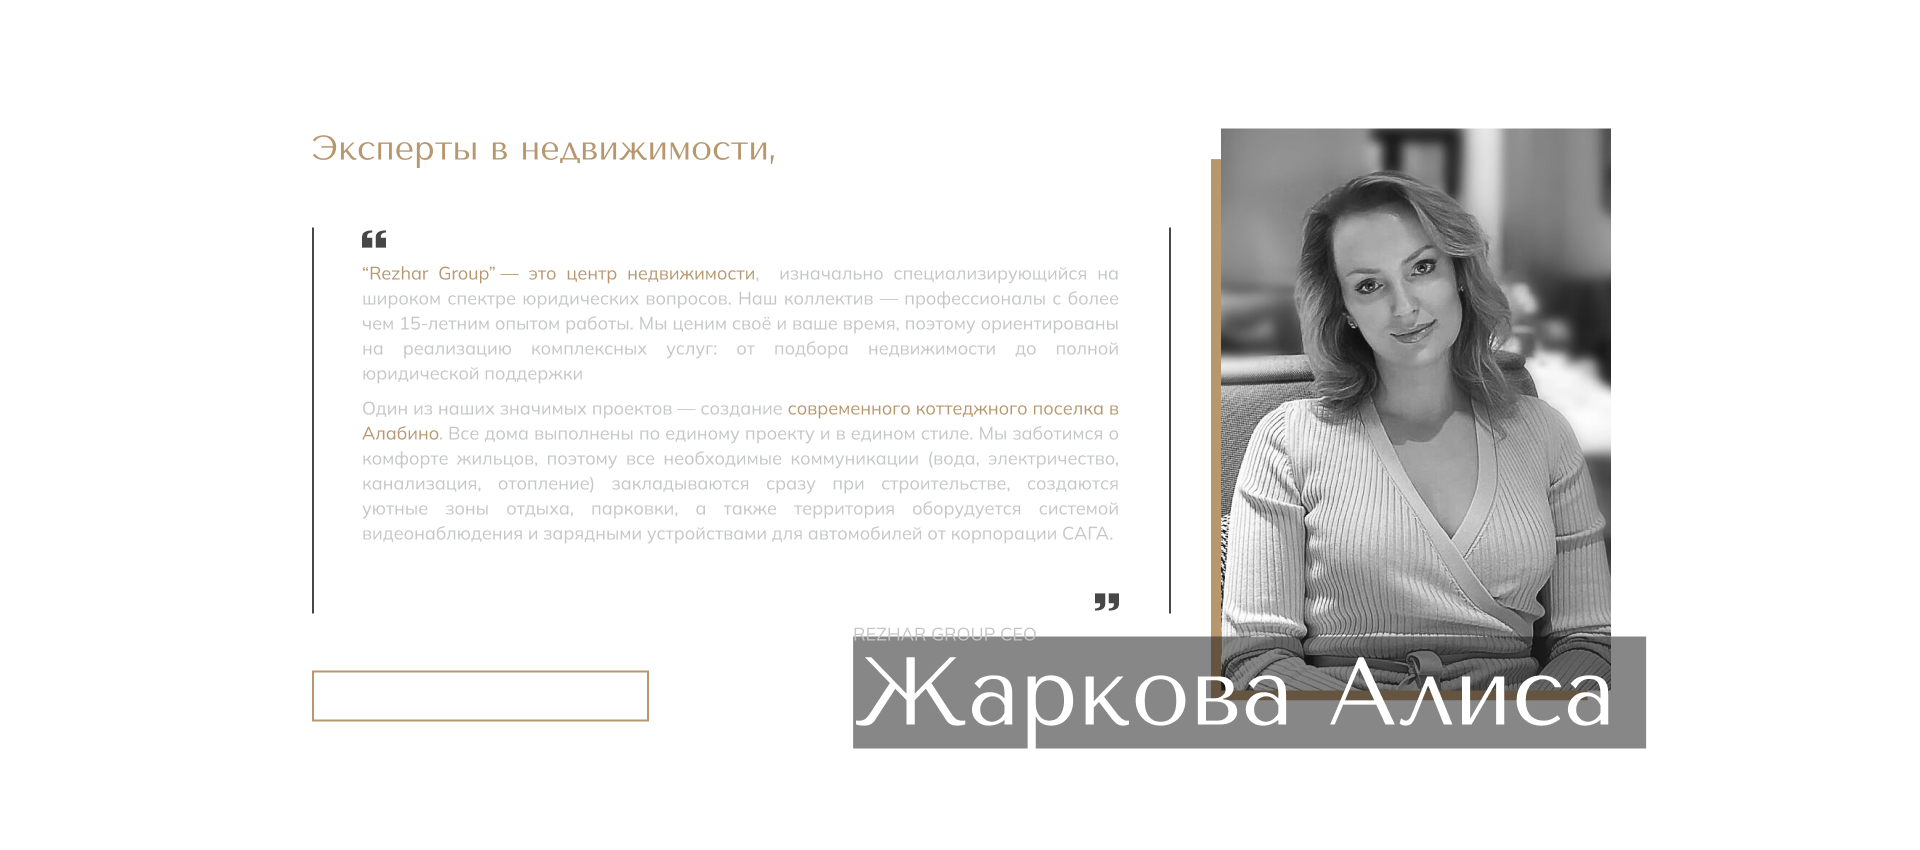 Эксперты в недвижимости,
“Rezhar Group” — это центр недвижимости, изначально специализирующийся на
широком спектре юридических вопросов. Наш коллектив — профессионалы с более
чем 15-летним опытом работы. Мы ценим своё и ваше время, поэтому ориентированы
на реализацию комплексных услуг: от подбора недвижимости до полной
юридической поддержки
Один из наших значимых проектов — создание современного коттеджного поселка в
Алабино. Все дома выполнены по единому проекту и в едином стиле. Мы заботимся о
комфорте жильцов, поэтому все необходимые коммуникации (вода, электричество,
канализация, отопление) закладываются сразу при строительстве, создаются
уютные зоны отдыха, парковки, а также территория оборудуется системой
видеонаблюдения и зарядными устройствами для автомобилей от корпорации САГА.
REZHAR GROUP CEO
Жаркова Алиса